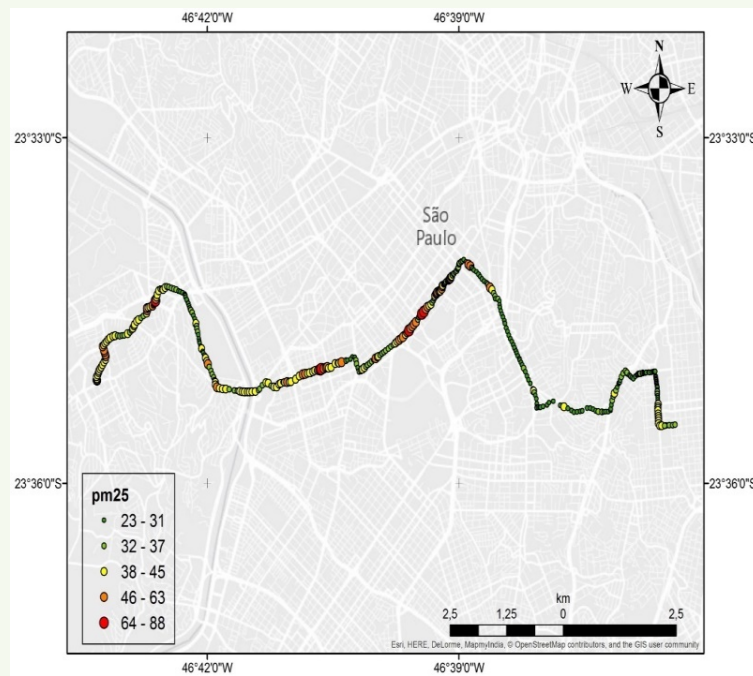 46°42'0"W 46°39'0"W
N
W E
S
23°33'0"S 23°33'0"S
São
Paulo
23°36'0"S 23°36'0"S
pm25
23 - 31
32 - 37
38 - 45
46 - 63
64 - 88
km
2,5 1,25 0 2,5
Esri, HERE, DeLorme, MapmyIndia, © OpenStreetMap contributors, and the GIS user community
46°42'0"W 46°39'0"W